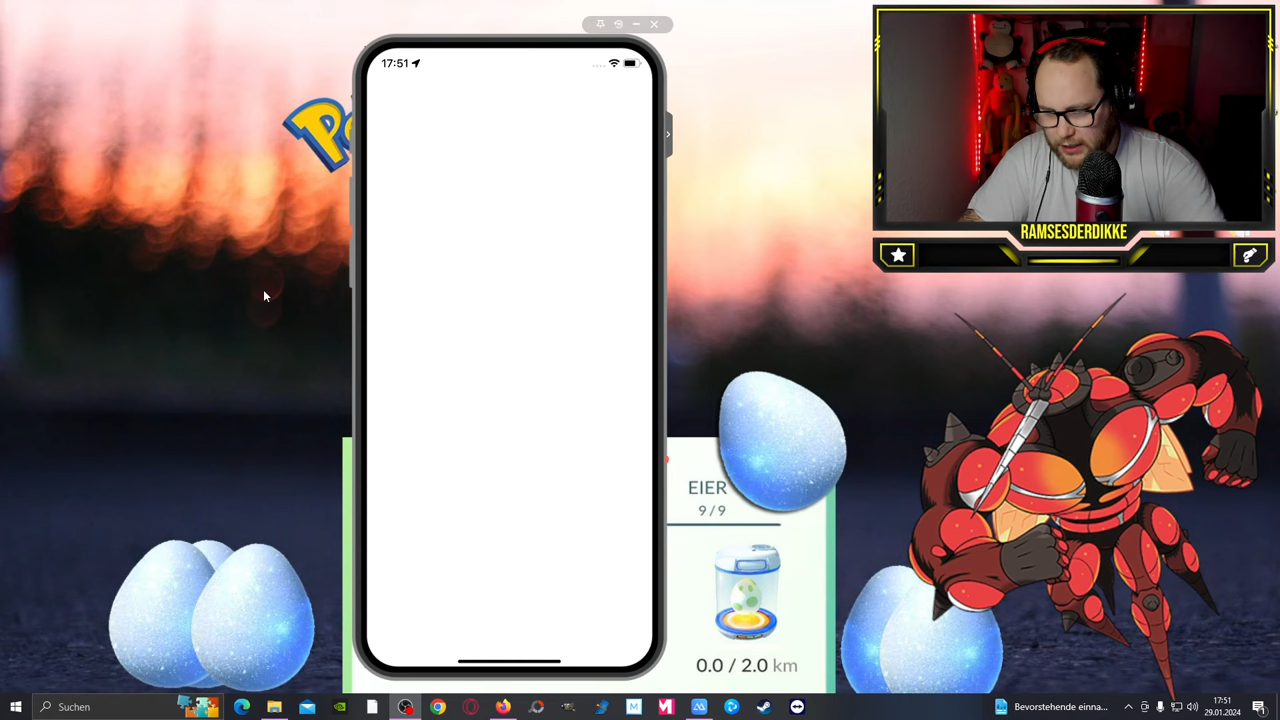 17:51
RAMSESDERDIKKE
EIER
9 / 9
0.0 / 2.0 km
Suchen
Bevorstehende einna...
17:51
29.01.2024